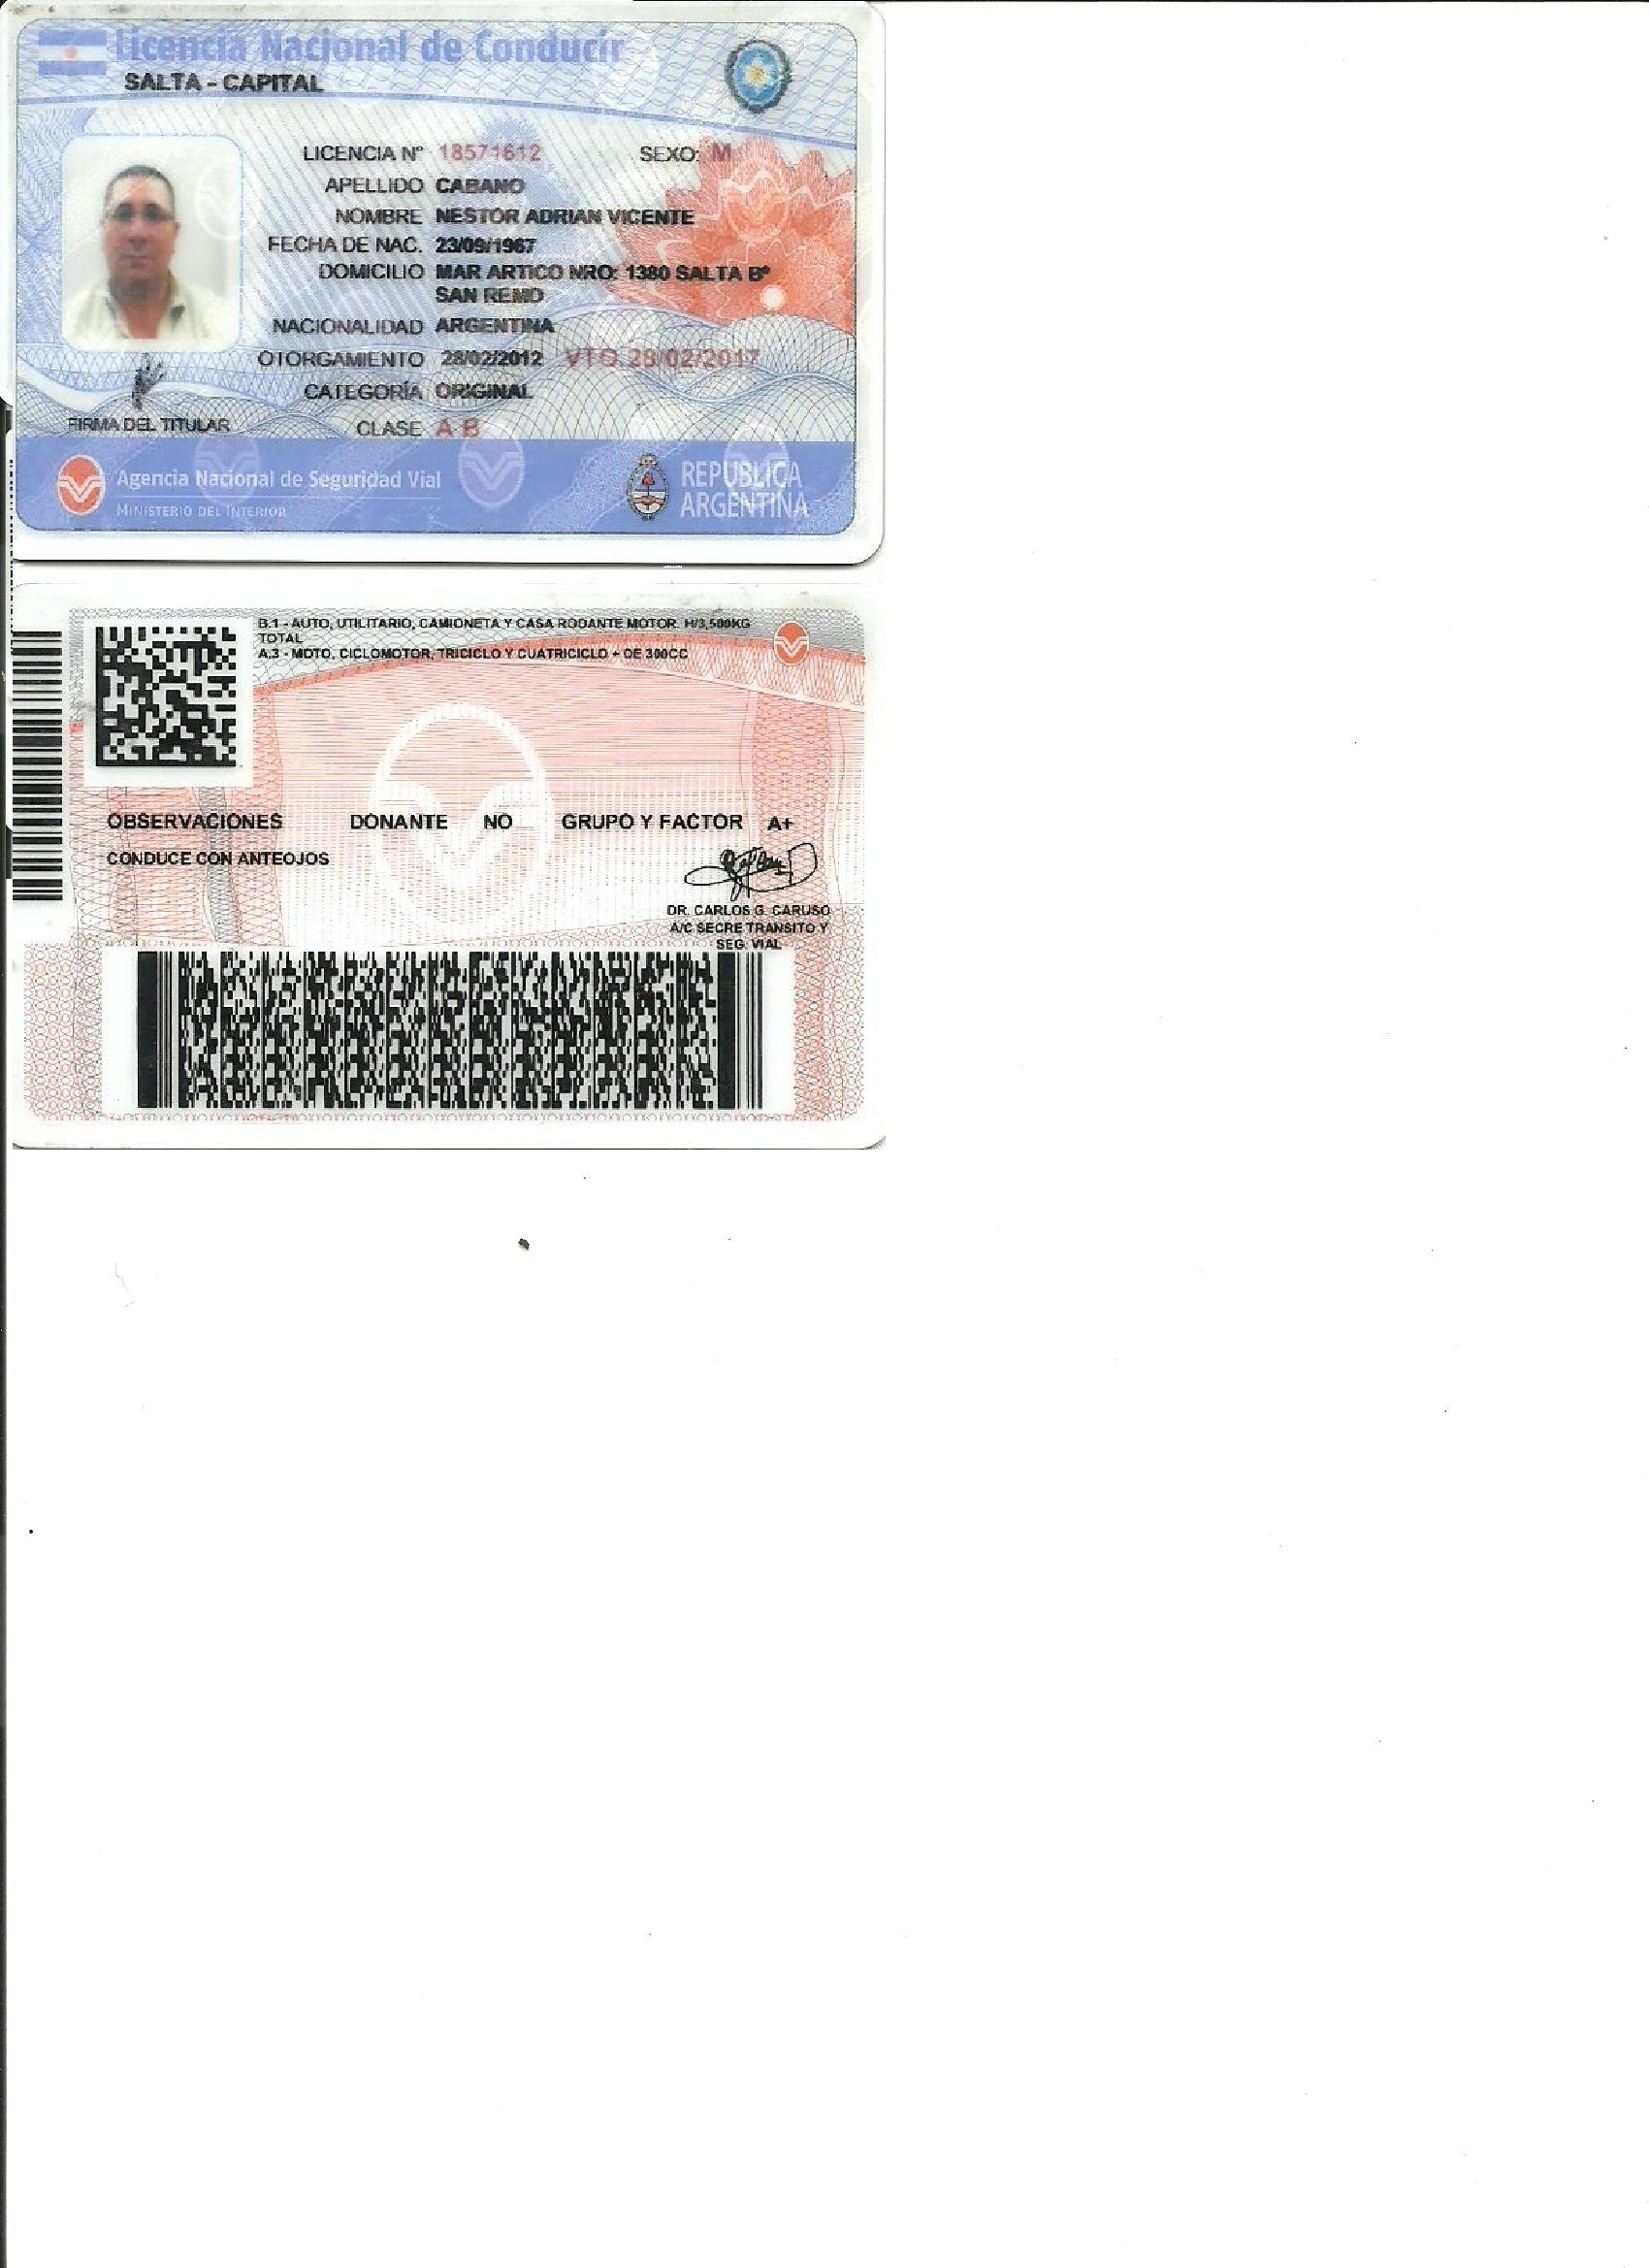 Licencia Nacional de Conducir
SALTA - CAPITAL
LICENCIA Nº 18571612 SEXO: M
APELLIDO CABANO
NOMBRE NESTOR ADRIAN VICENTE
FECHA DE NAC. 23/09/1967
DOMICILIO MAR ARTICO NRO: 1380 SALTA Bº
SAN REMO
NACIONALIDAD ARGENTINA
OTORGAMIENTO 28/02/2012 VTO. 28/02/2017
CATEGORÍA ORIGINAL
FIRMA DEL TITULAR CLASE A B
Agencia Nacional de Seguridad Vial
MINISTERIO DEL INTERIOR
REPÚBLICA
ARGENTINA
B.1 - AUTO, UTILITARIO, CAMIONETA Y CASA RODANTE MOTOR. H/3,500KG
TOTAL
A.3 - MOTO, CICLOMOTOR, TRICICLO Y CUATRICICLO + DE 300CC
OBSERVACIONES DONANTE NO GRUPO Y FACTOR A+
CONDUCE CON ANTEOJOS
DR. CARLOS G. CARUSO
A/C SECRE TRANSITO Y
SEG. VIAL